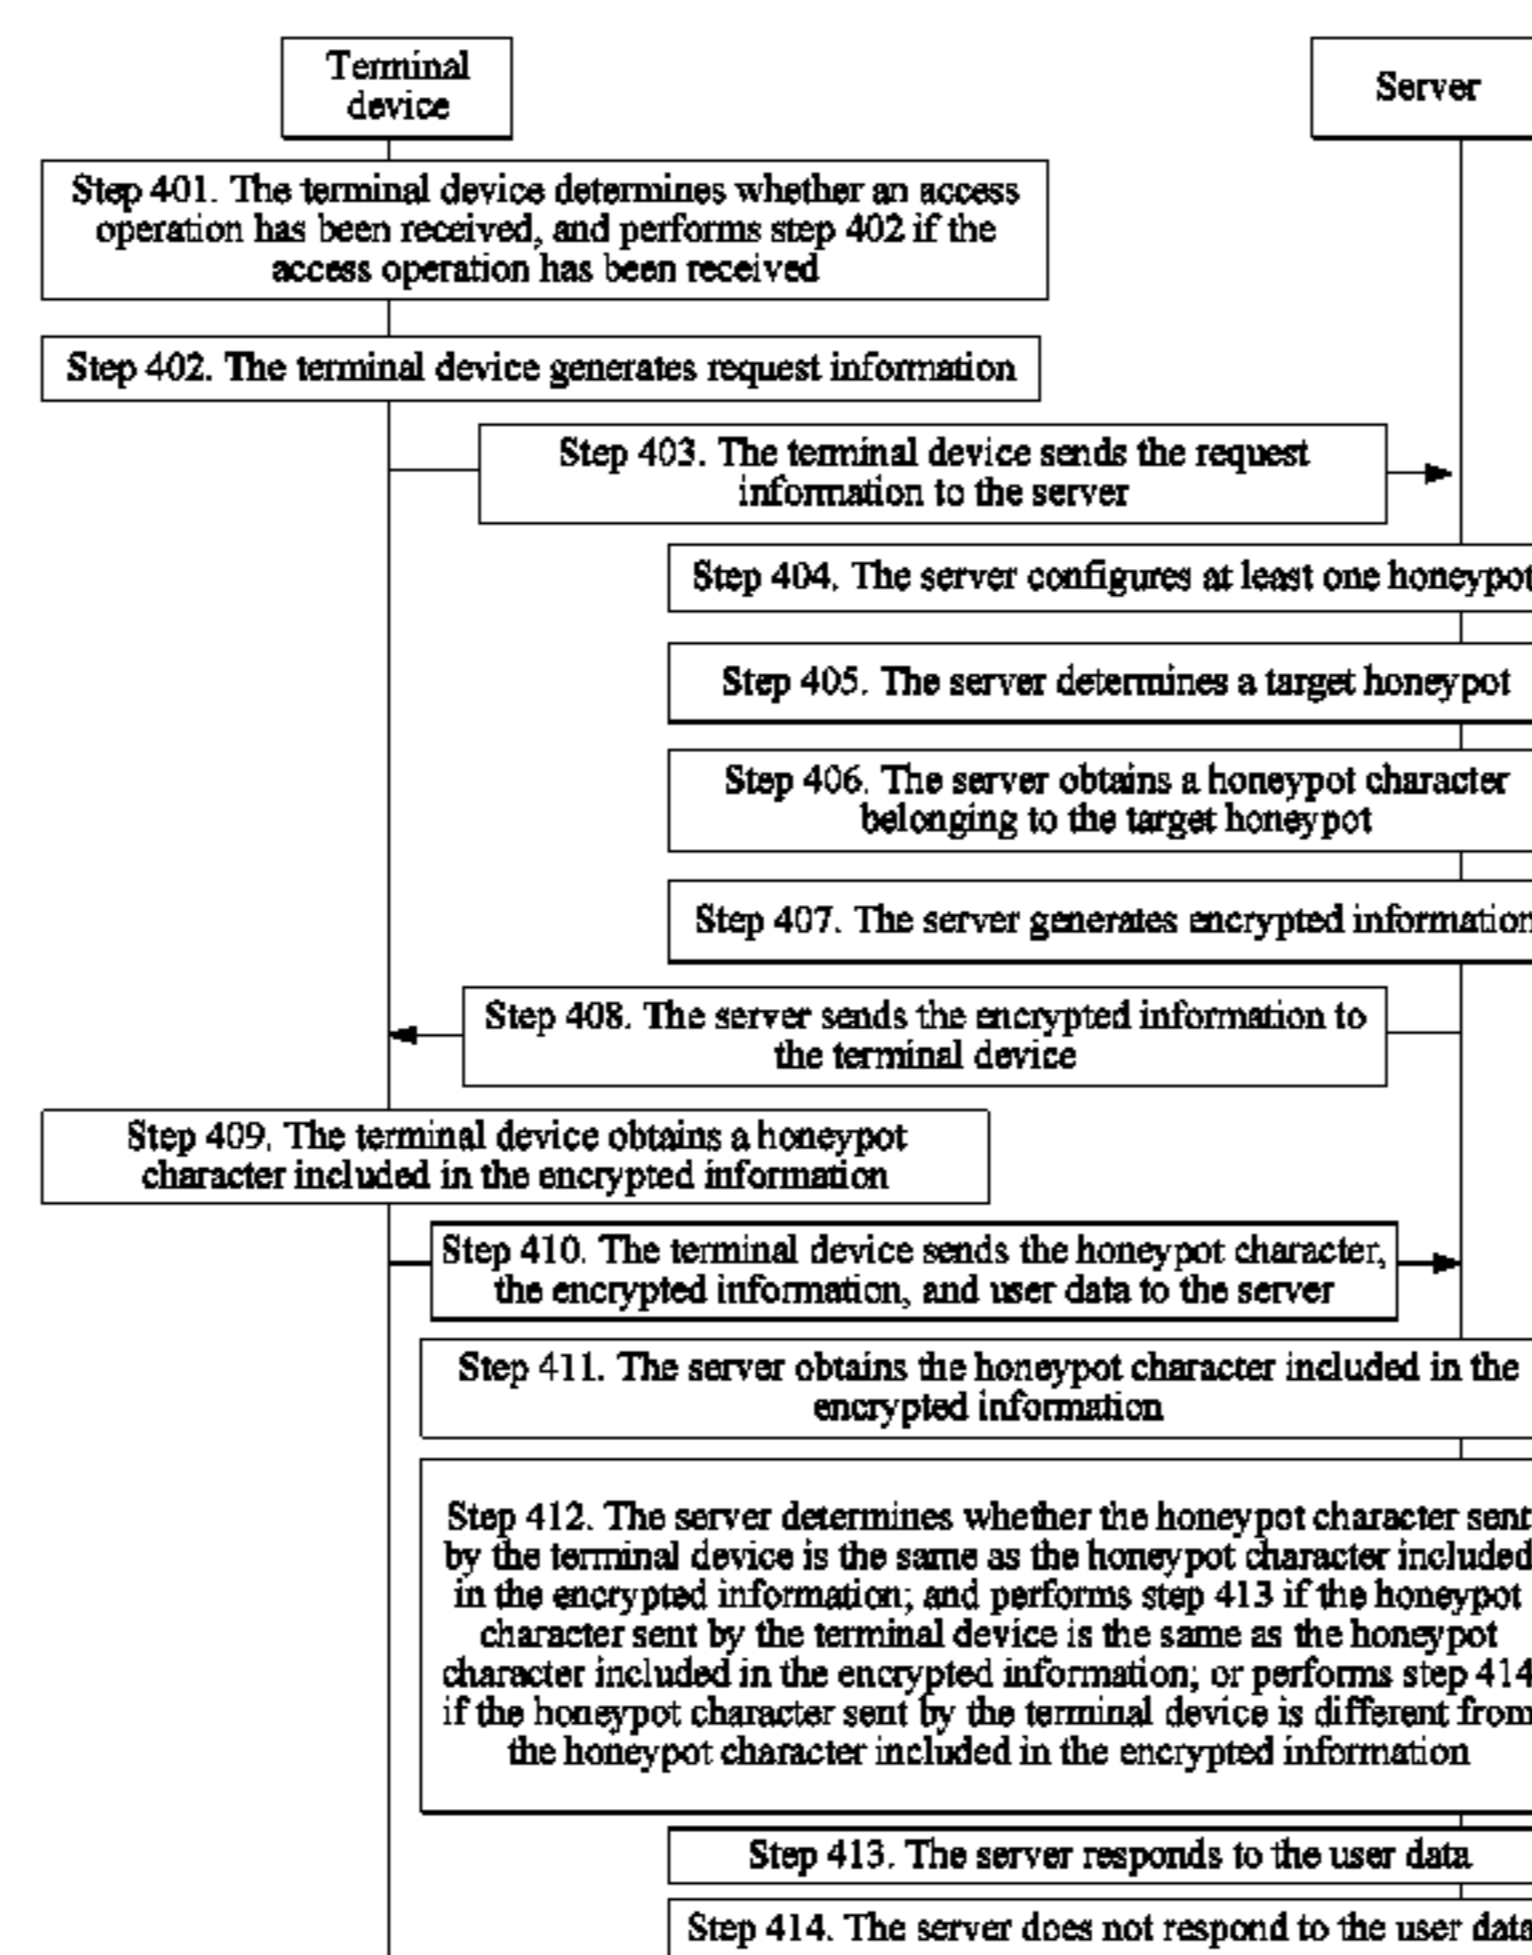 Terminal
device
Server
Step 401. The terminal device determines whether an access
operation has been received, and performs step 402 if the
access operation has been received
Step 402. The terminal device generates request information
Step 403. The terminal device sends the request
information to the server
Step 404. The server configures at least one honeypot
Step 405. The server determines a target honeypot
Step 406. The server obtains a honeypot character
belonging to the target honeypot
Step 407. The server generates encrypted information
Step 408. The server sends the encrypted information to
the terminal device
Step 409. The terminal device obtains a honeypot
character included in the encrypted information
Step 410. The terminal device sends the honeypot character,
the encrypted information, and user data to the server
Step 411. The server obtains the honeypot character included in the
encrypted information
Step 412. The server determines whether the honeypot character sent
by the terminal device is the same as the honeypot character included
in the encrypted information; and performs step 413 if the honeypot
character sent by the terminal device is the same as the honeypot
character included in the encrypted information; or performs step 414
if the honeypot character sent by the terminal device is different from
the honeypot character included in the encrypted information
Step 413. The server responds to the user data
Step 414. The server does not respond to the user data